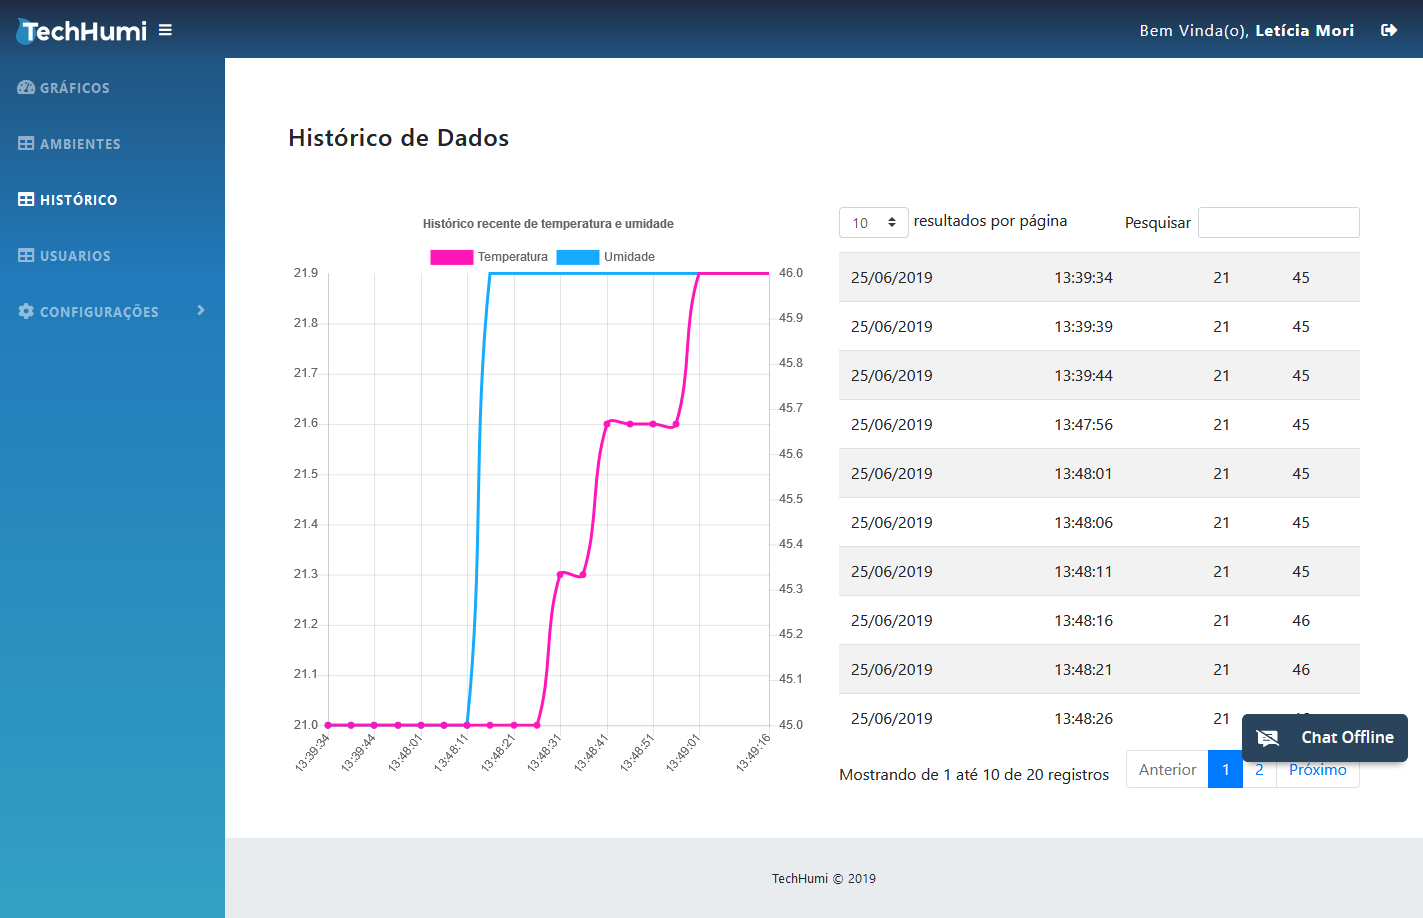 TechHumi
Bem Vinda(o), Letícia Mori
GRÁFICOS
AMBIENTES
HISTÓRICO
USUARIOS
CONFIGURAÇÕES
Histórico de Dados
Histórico recente de temperatura e umidade
Temperatura Umidade
21.9
21.8
21.7
21.6
21.5
21.4
21.3
21.2
21.1
21.0
46.0
45.9
45.8
45.7
45.6
45.5
45.4
45.3
45.2
45.1
45.0
13:39:34 13:39:44 13:48:01 13:48:11 13:48:21 13:48:31 13:48:41 13:48:51 13:49:01 13:49:16
10 resultados por página Pesquisar
25/06/2019 13:39:34 21 45
25/06/2019 13:39:39 21 45
25/06/2019 13:39:44 21 45
25/06/2019 13:47:56 21 45
25/06/2019 13:48:01 21 45
25/06/2019 13:48:06 21 45
25/06/2019 13:48:11 21 45
25/06/2019 13:48:16 21 46
25/06/2019 13:48:21 21 46
25/06/2019 13:48:26 21
Chat Offline
Mostrando de 1 até 10 de 20 registros
Anterior 1 2 Próximo
TechHumi © 2019